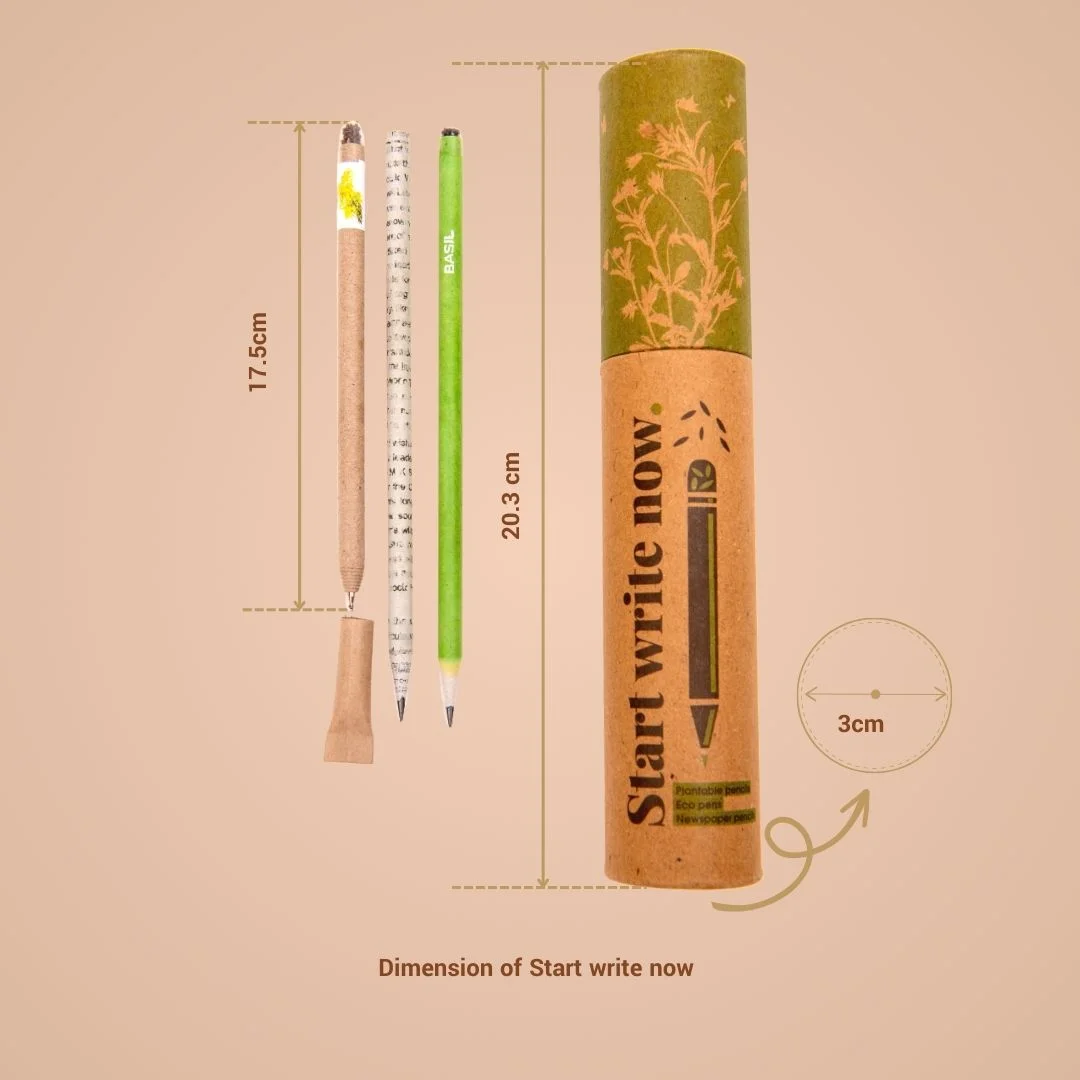 17.5cm
BASIL
20.3 cm
Start write now.
Plantable pencils
Eco pens
Newspaper pencil
3cm
Dimension of Start write now